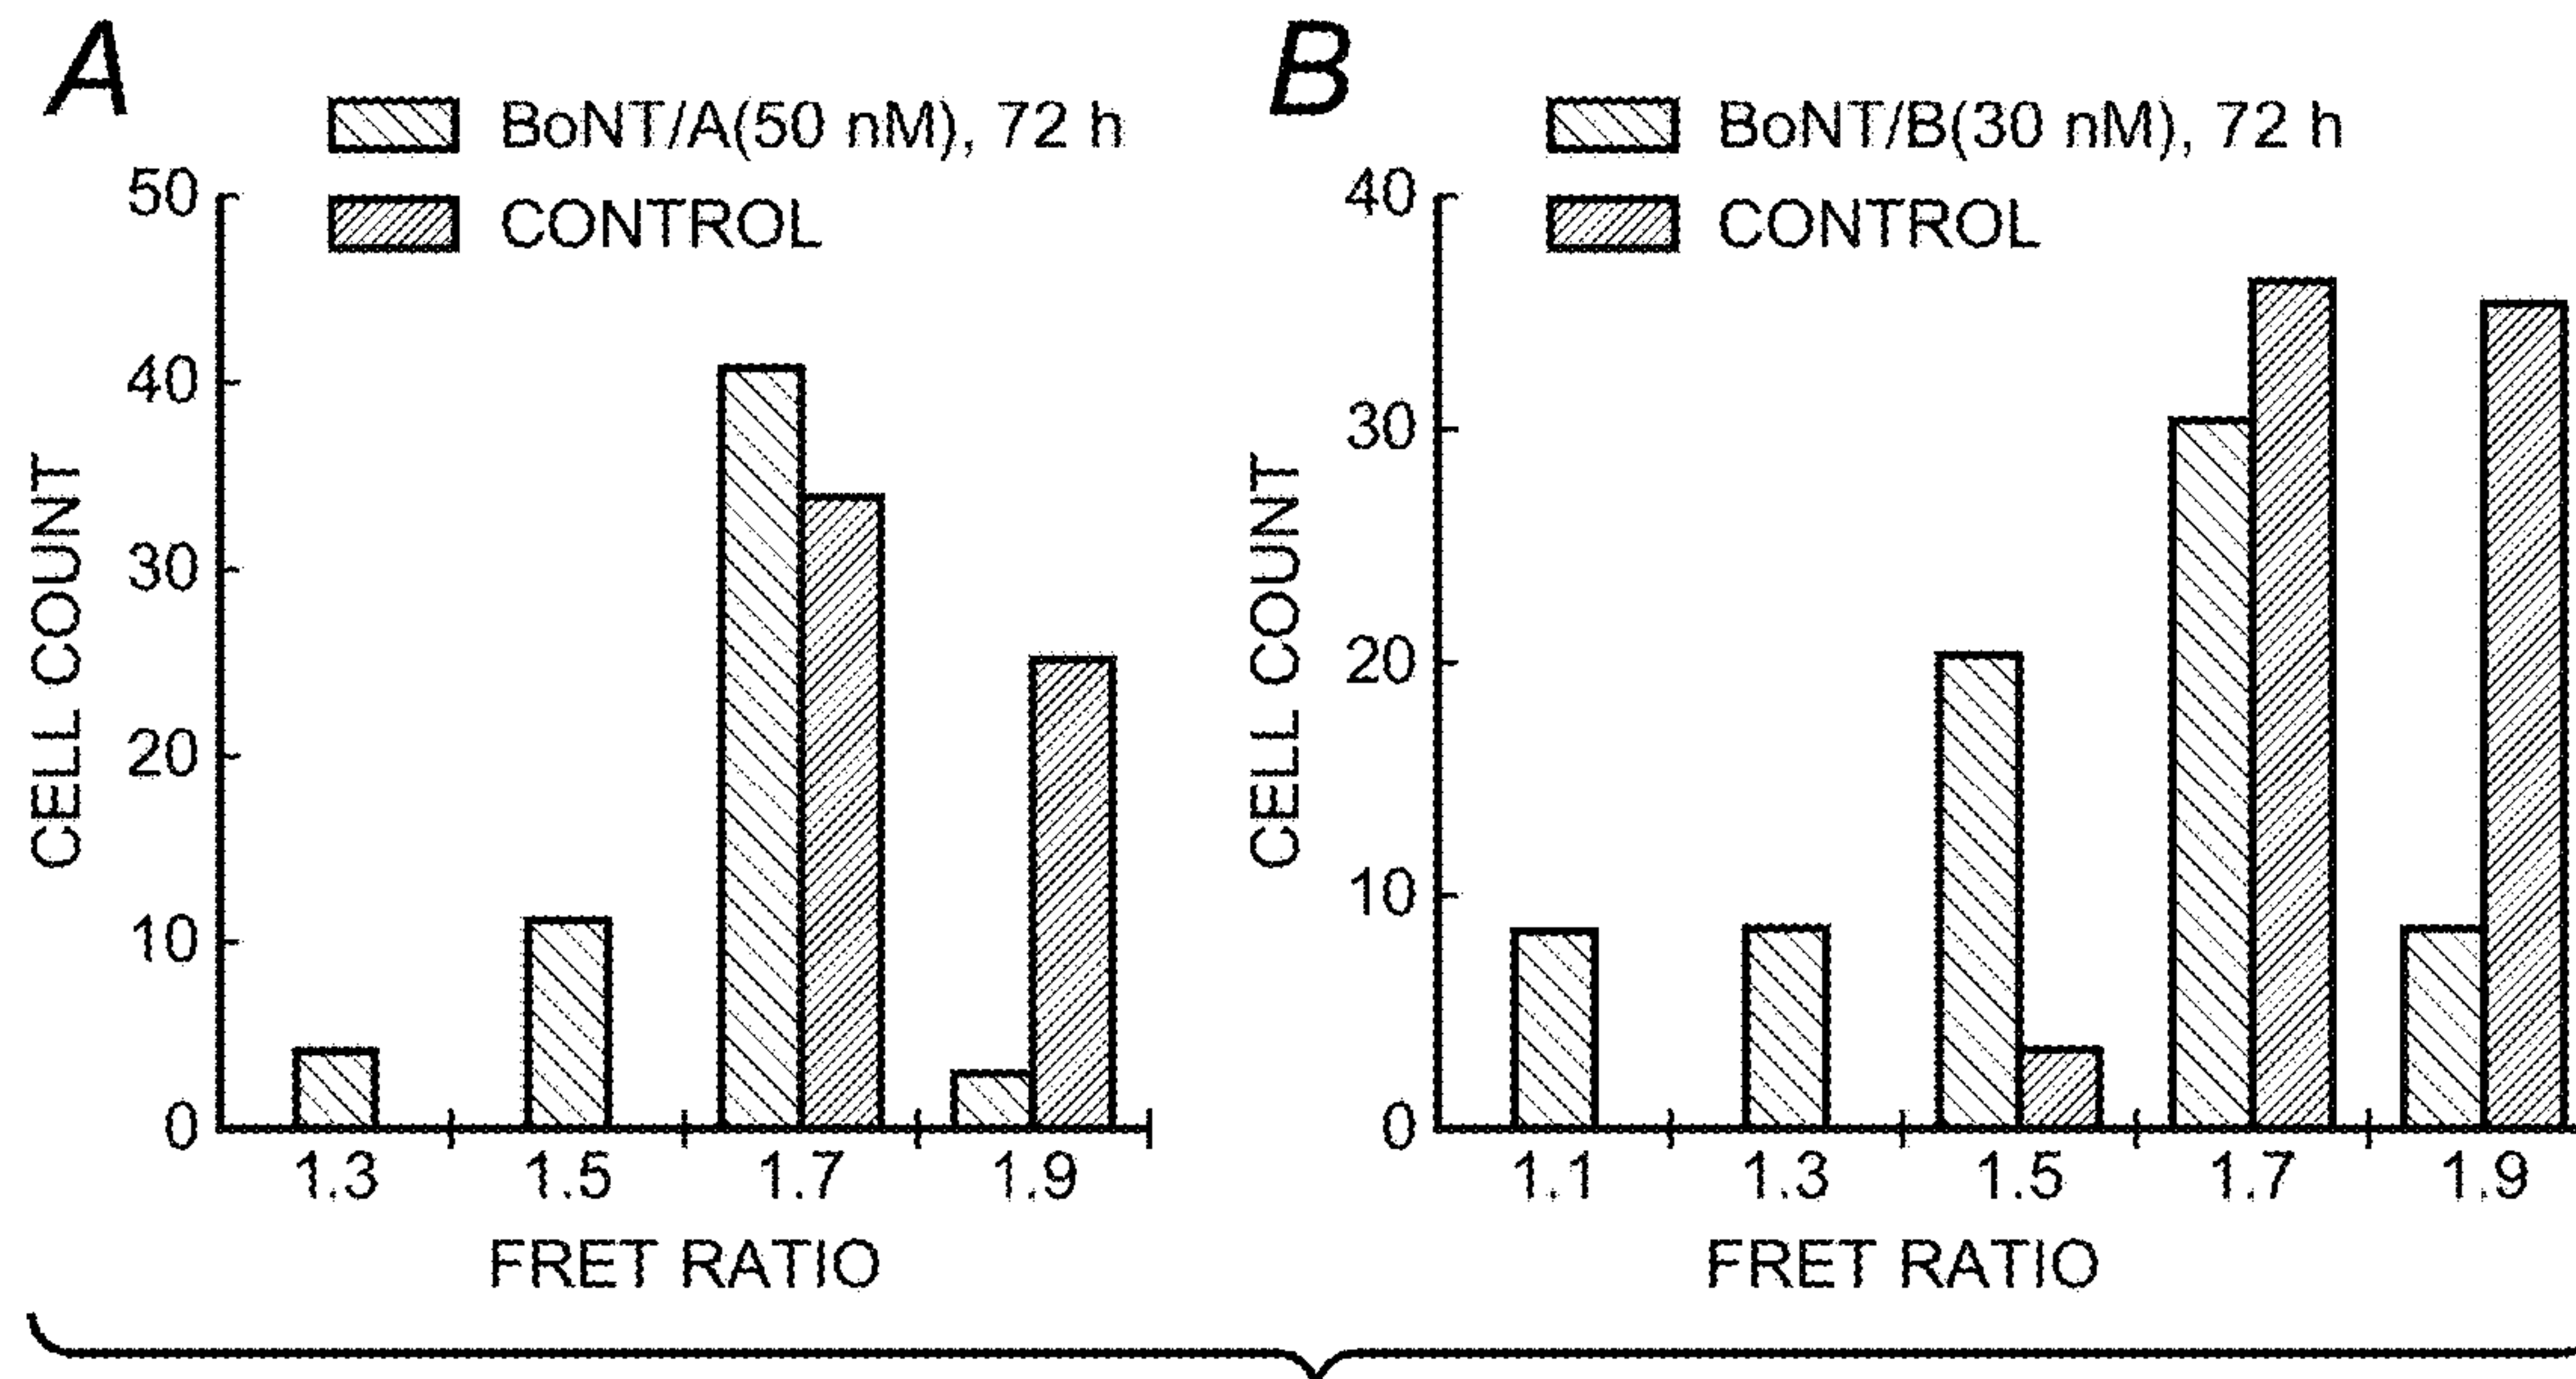 A
BoNT/A(50 nM), 72 h
CONTROL
50
40
30
20
10
0
CELL COUNT
1.3 1.5 1.7 1.9
FRET RATIO
B
BoNT/B(30 nM), 72 h
CONTROL
40
30
20
10
0
CELL COUNT
1.1 1.3 1.5 1.7 1.9
FRET RATIO